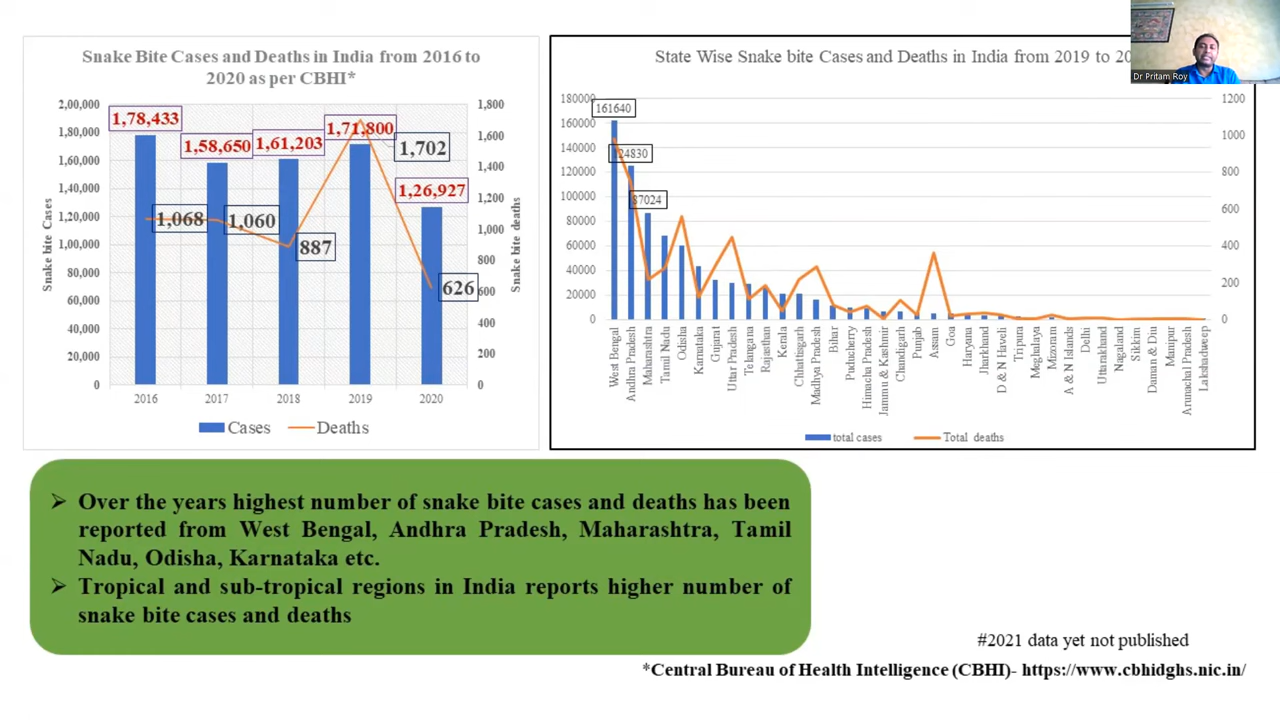 Snake Bite Cases and Deaths in India from 2016 to
2020 as per CBHI*
2,00,000
1,80,000
1,60,000
1,40,000
1,20,000
1,00,000
80,000
60,000
40,000
20,000
0
Snake bite Cases
1,78,433
1,58,650
1,61,203
1,71,800
1,26,927
1,068
1,060
887
1,702
626
1,800
1,600
1,400
1,200
1,000
800
600
400
200
0
Snake bite deaths
2016 2017 2018 2019 2020
Cases Deaths
State Wise Snake bite Cases and Deaths in India from 2019 to
Dr Pritam Roy
180000
160000
140000
120000
100000
80000
60000
40000
20000
0
161640
124830
87024
1200
1000
800
600
400
200
0
West Bengal
Andhra Pradesh
Maharashtra
Tamil Nadu
Odisha
Karnataka
Gujarat
Uttar Pradesh
Telangana
Rajasthan
Kerala
Chhattisgarh
Madhya Pradesh
Bihar
Puducherry
Himacha Pradesh
Jammu & Kashmir
Chandigarh
Punjab
Assam
Goa
Haryana
Jharkhand
D & N Haveli
Tripura
Meghalaya
Mizoram
A & N Islands
Delhi
Uttarakhand
Nagaland
Sikkim
Daman & Diu
Manipur
Arunachal Pradesh
Lakshadweep
total cases Total deaths
➢ Over the years highest number of snake bite cases and deaths has been
reported from West Bengal, Andhra Pradesh, Maharashtra, Tamil
Nadu, Odisha, Karnataka etc.
➢ Tropical and sub-tropical regions in India reports higher number of
snake bite cases and deaths
#2021 data yet not published
*Central Bureau of Health Intelligence (CBHI)- https://www.cbhidghs.nic.in/